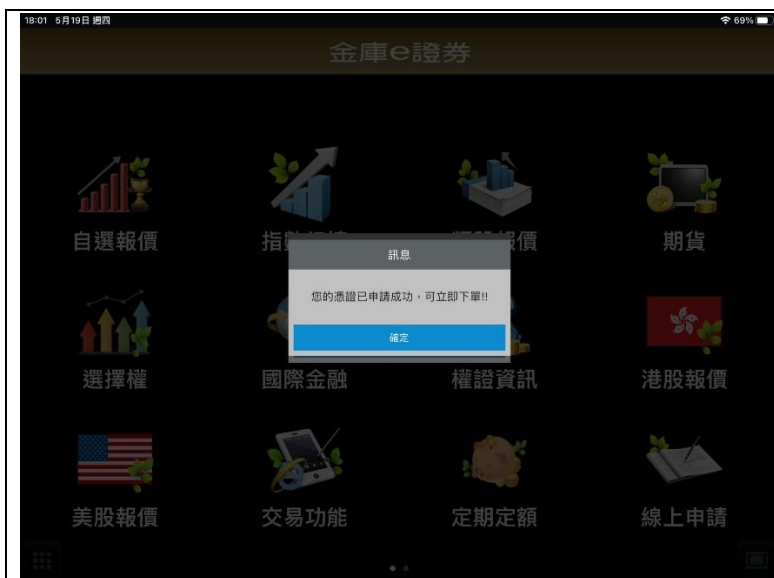 18:01 5月19日 週四
69%
金庫e證券
訊息
您的憑證已申請成功，可立即下單!!
確定
自選報價
指
報價
期貨
選擇權
國際金融
權證資訊
港股報價
美股報價
交易功能
定期定額
線上申請